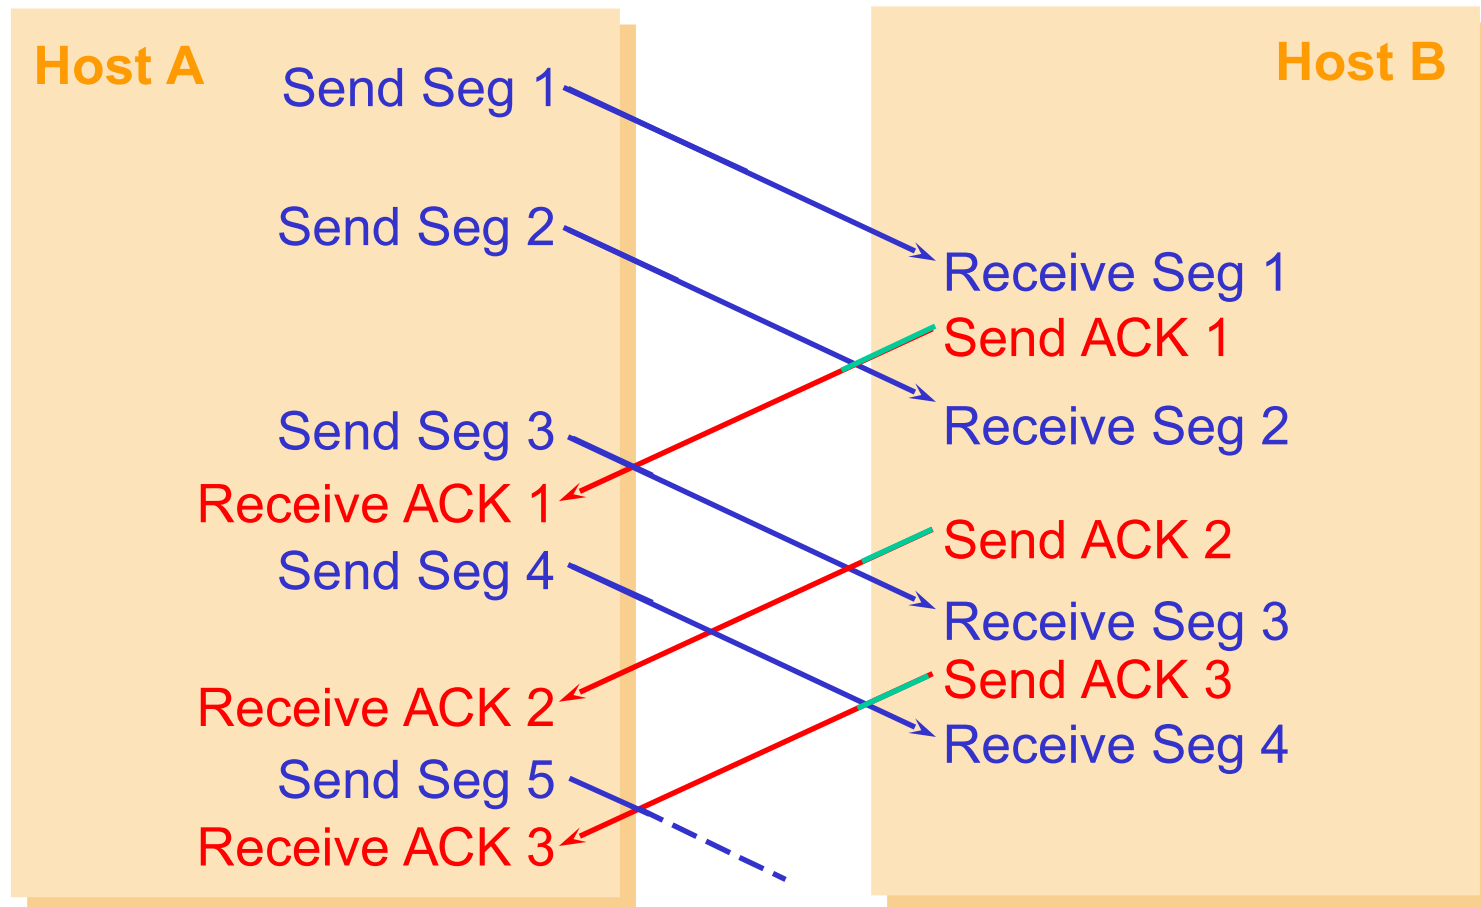 Host A
Send Seg 1
Send Seg 2
Send Seg 3
Receive ACK 1
Send Seg 4
Receive ACK 2
Send Seg 5
Receive ACK 3
Host B
Receive Seg 1
Send ACK 1
Receive Seg 2
Send ACK 2
Receive Seg 3
Send ACK 3
Receive Seg 4